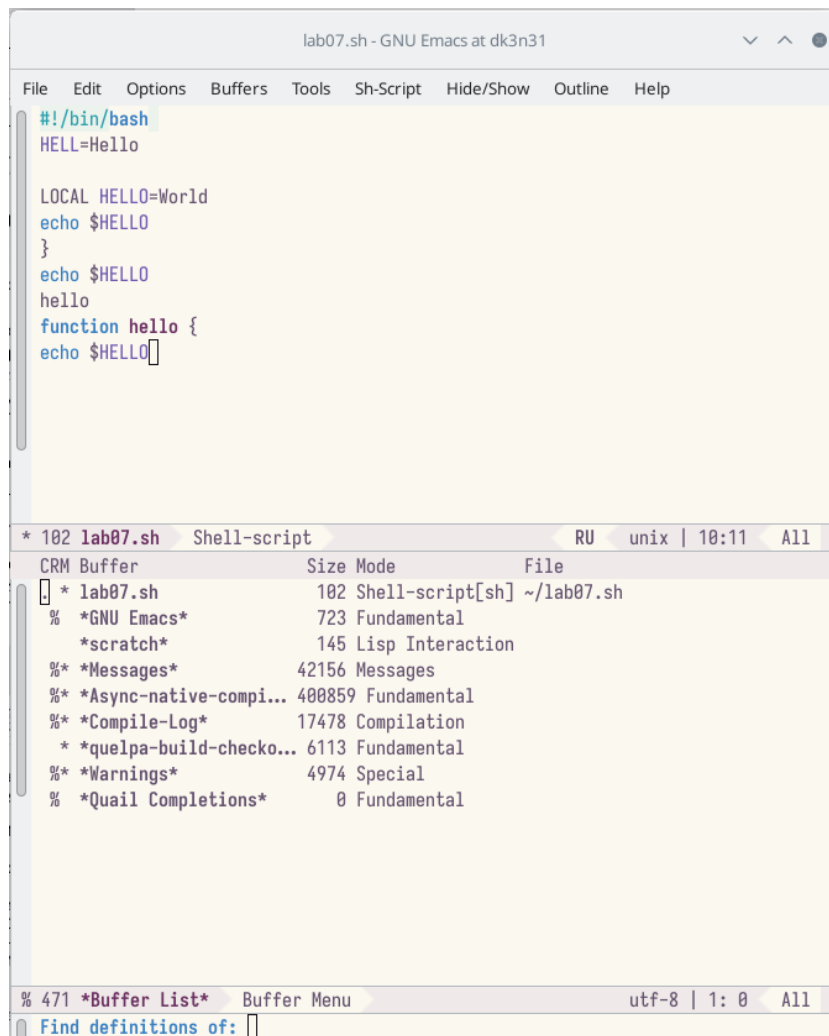 lab07.sh - GNU Emacs at dk3n31
File Edit Options Buffers Tools Sh-Script Hide/Show Outline Help
#!/bin/bash
HELL=Hello
LOCAL HELLO=World
echo $HELLO
}
echo $HELLO
hello
function hello {
echo $HELLO
* 102 lab07.sh Shell-script RU unix | 10:11 All
CRM Buffer Size Mode File
. * lab07.sh 102 Shell-script[sh] ~/lab07.sh
% *GNU Emacs* 723 Fundamental
*scratch* 145 Lisp Interaction
%* *Messages* 42156 Messages
%* *Async-native-compi... 400859 Fundamental
%* *Compile-Log* 17478 Compilation
* *quelpa-build-checko... 6113 Fundamental
%* *Warnings* 4974 Special
% *Quail Completions* 0 Fundamental
% 471 *Buffer List* Buffer Menu utf-8 | 1: 0 All
Find definitions of: